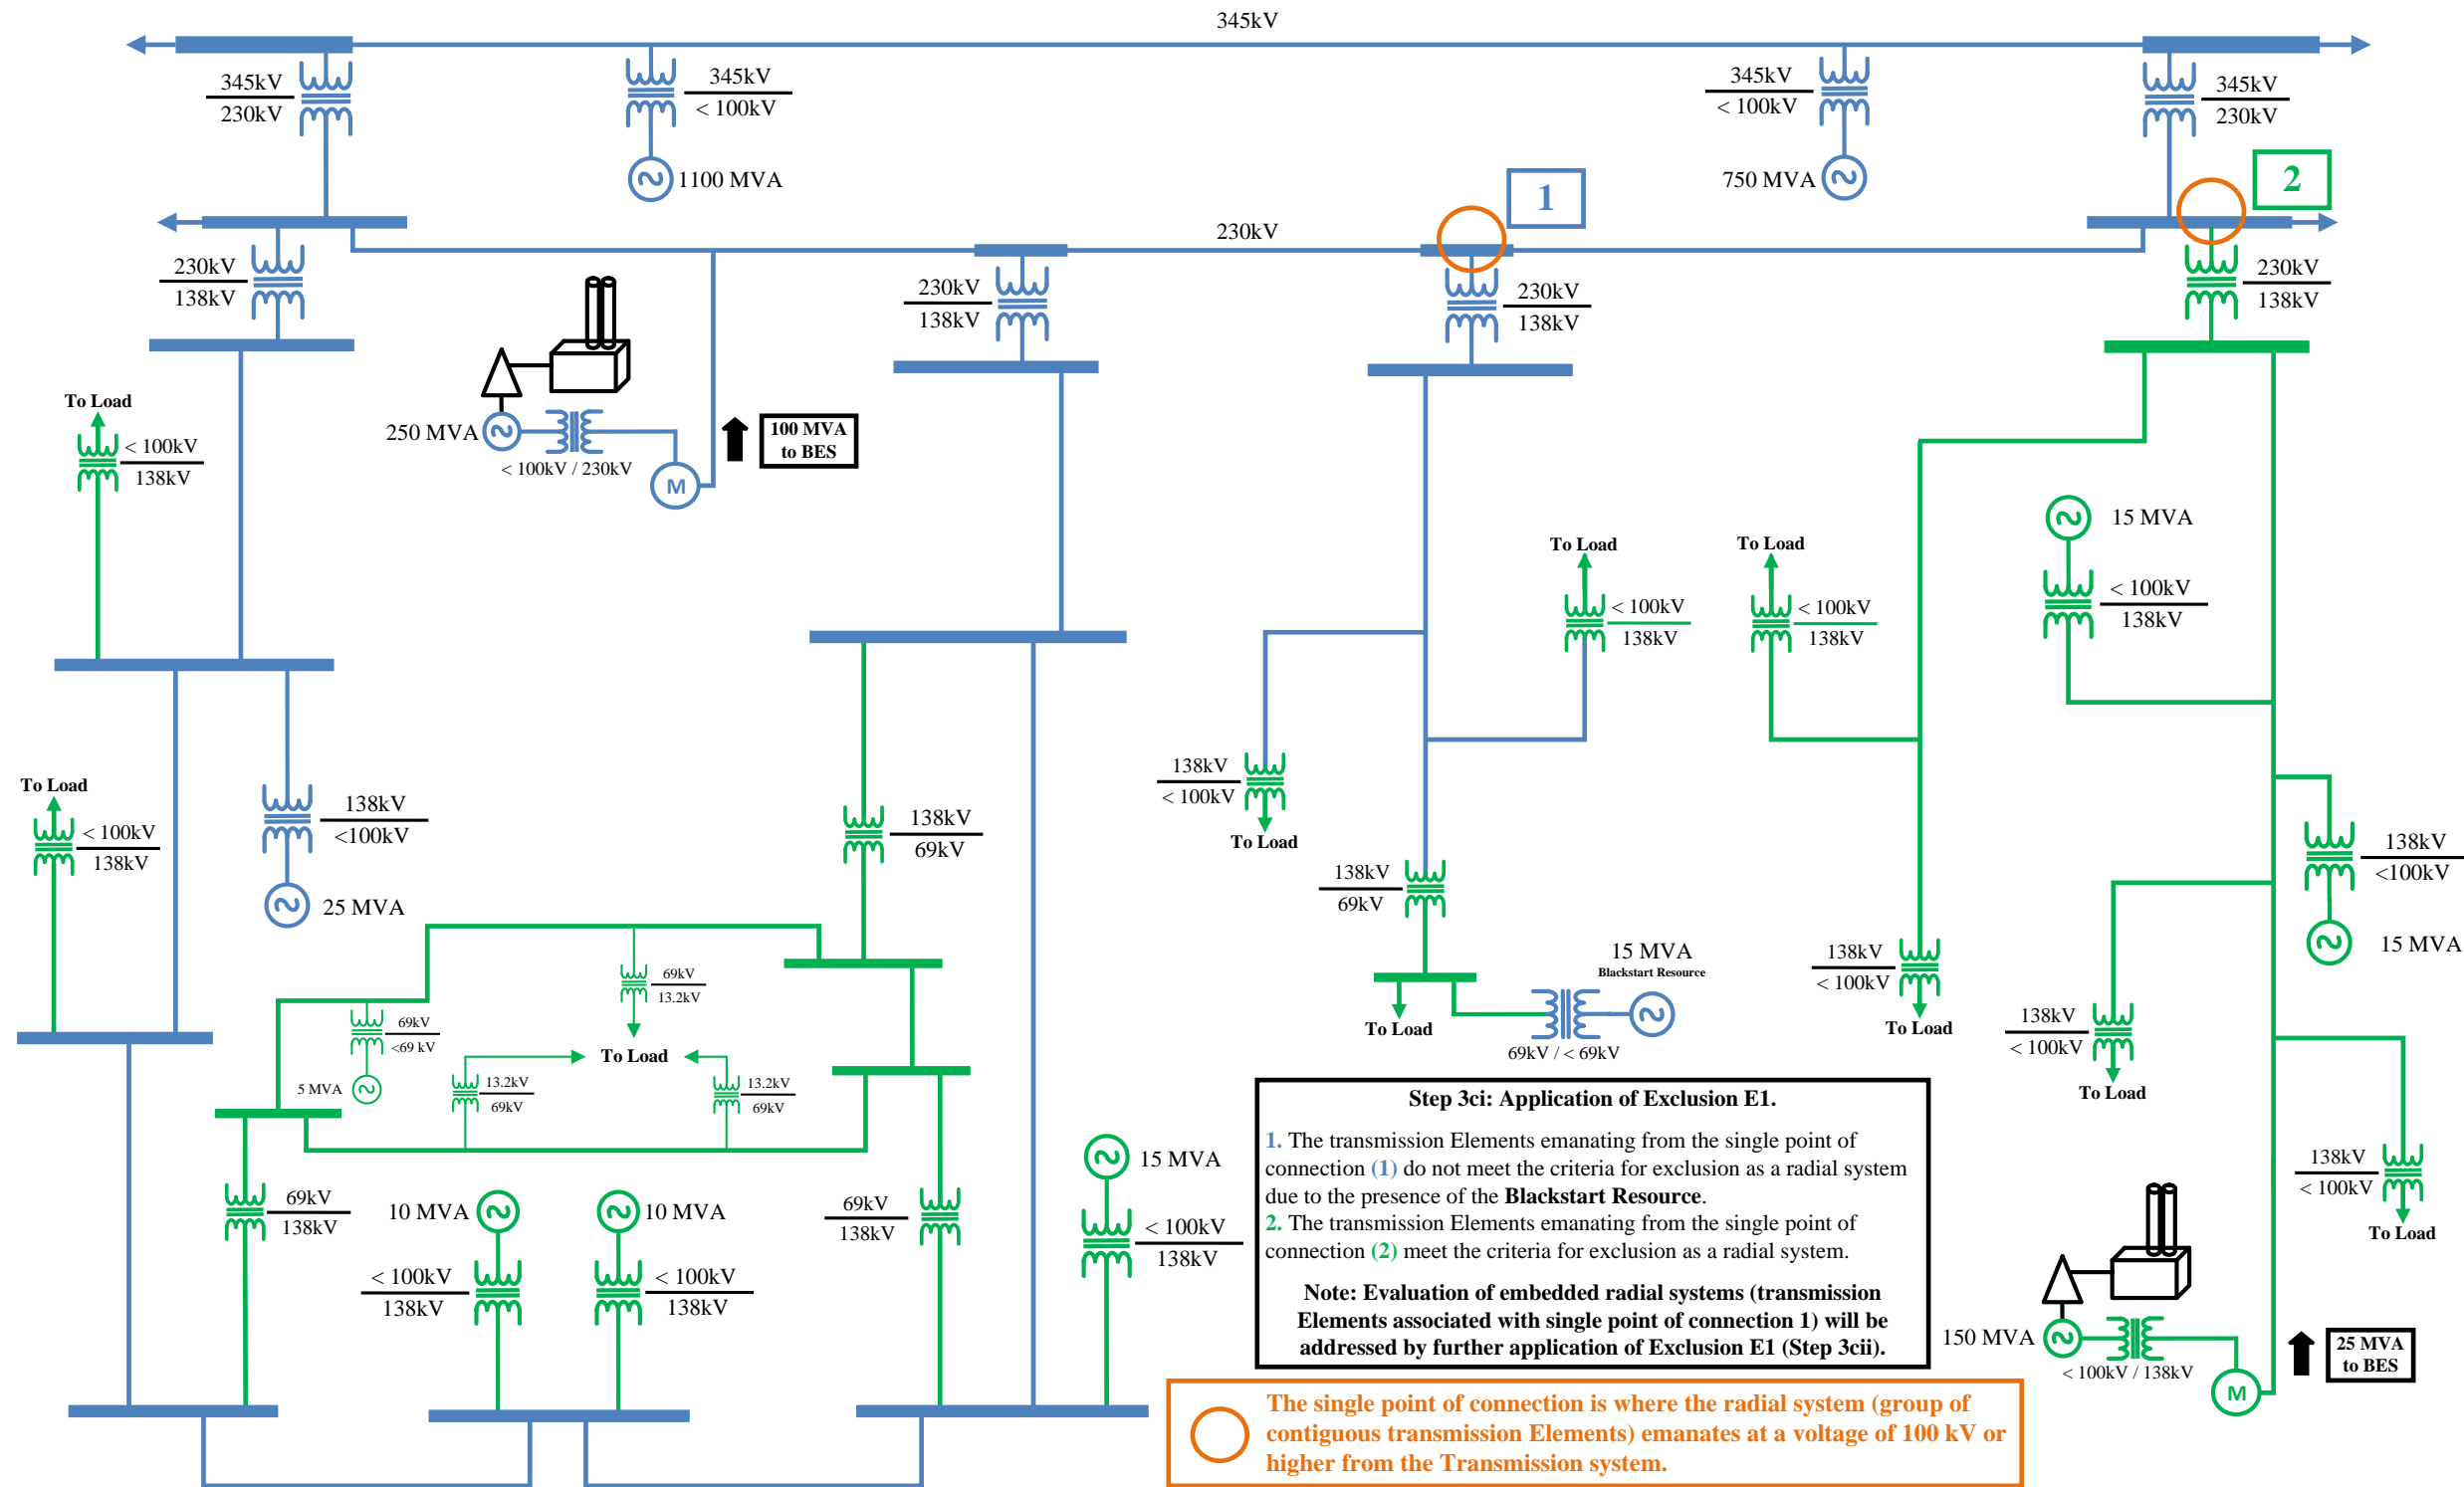 345kV
345kV
230kV
345kV
< 100kV
345kV
< 100kV
345kV
230kV
1100 MVA
750 MVA
1
2
230kV
230kV
138kV
230kV
138kV
230kV
138kV
230kV
138kV
To Load
< 100kV
138kV
250 MVA
< 100kV / 230kV
M
100 MVA
to BES
15 MVA
< 100kV
138kV
To Load
< 100kV
138kV
To Load
< 100kV
138kV
To Load
< 100kV
138kV
138kV
<100kV
25 MVA
138kV
69kV
138kV
< 100kV
To Load
138kV
69kV
138kV
<100kV
15 MVA
15 MVA
Blackstart Resource
To Load
69kV / < 69kV
138kV
< 100kV
To Load
138kV
< 100kV
To Load
69kV
13.2kV
69kV
<69 kV
5 MVA
To Load
13.2kV
69kV
13.2kV
69kV
69kV
138kV
10 MVA
10 MVA
< 100kV
138kV
< 100kV
138kV
69kV
138kV
15 MVA
< 100kV
138kV
138kV
< 100kV
To Load
150 MVA
< 100kV / 138kV
M
25 MVA
to BES
Step 3ci: Application of Exclusion E1.
1. The transmission Elements emanating from the single point of
connection (1) do not meet the criteria for exclusion as a radial system
due to the presence of the Blackstart Resource.
2. The transmission Elements emanating from the single point of
connection (2) meet the criteria for exclusion as a radial system.
Note: Evaluation of embedded radial systems (transmission
Elements associated with single point of connection 1) will be
addressed by further application of Exclusion E1 (Step 3cii).
The single point of connection is where the radial system (group of
contiguous transmission Elements) emanates at a voltage of 100 kV or
higher from the Transmission system.